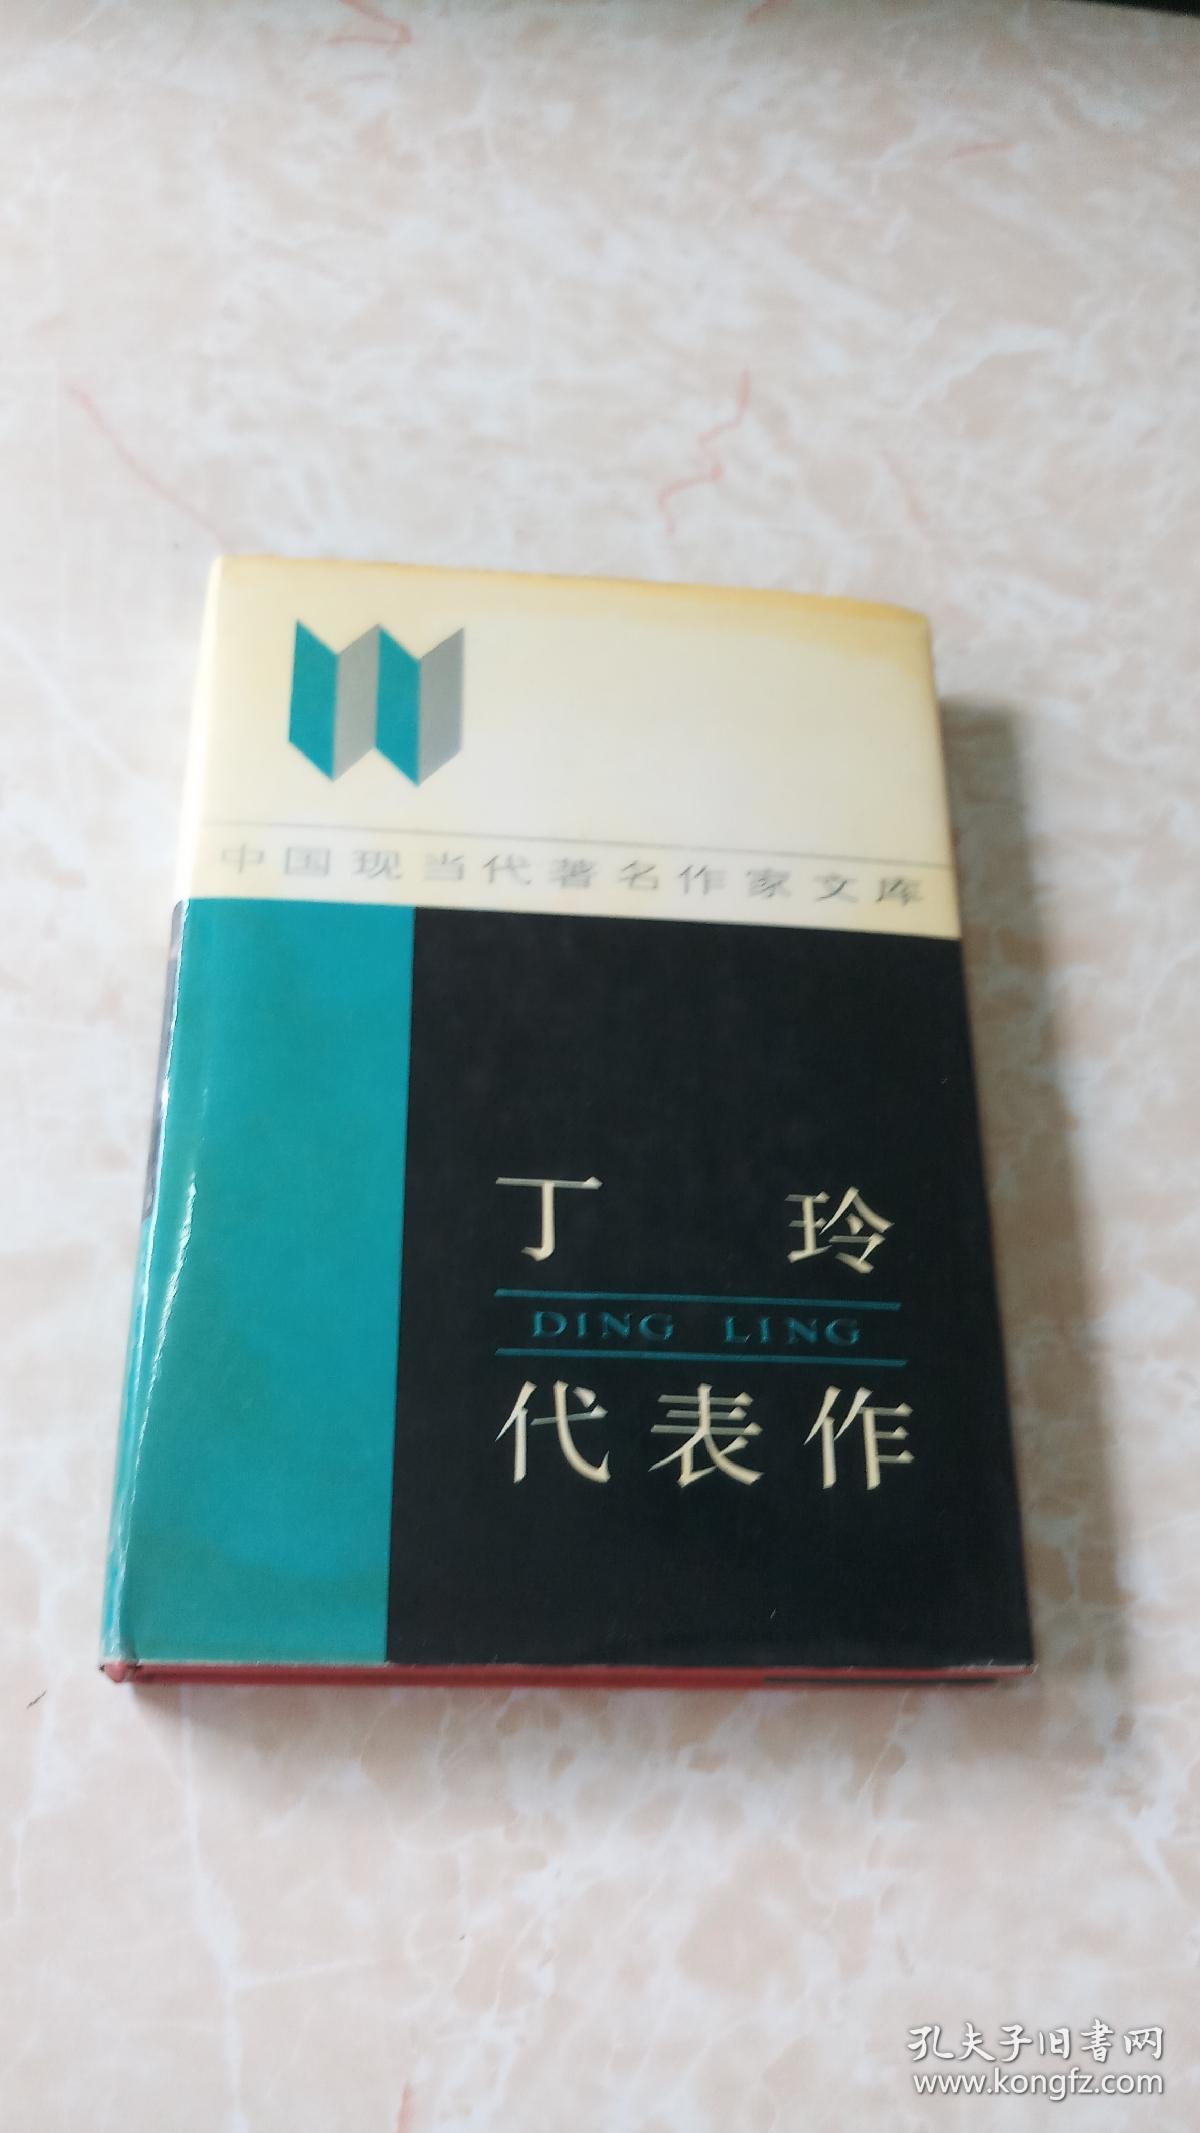 中国现当代著名作家文库
丁玲
DING LING
代表作
孔夫子旧书网
www.kongfz.com